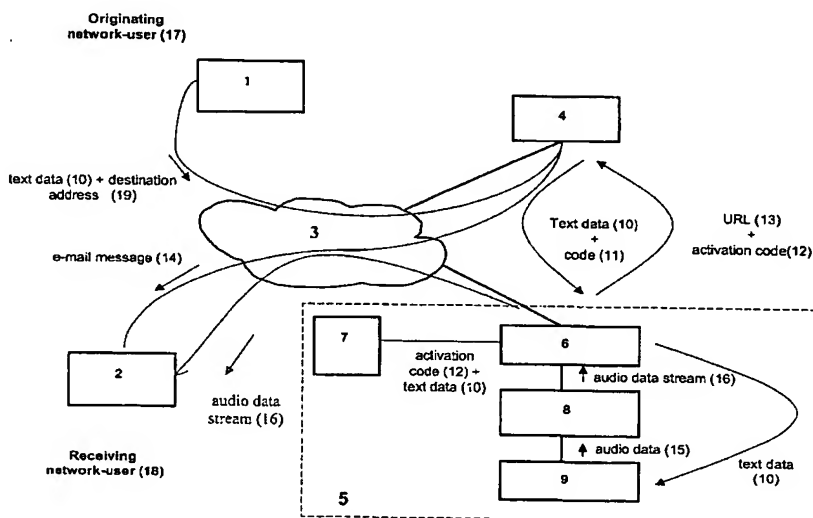 Originating
network-user (17)
1
4
text data (10) + destination
address (19)
3
Text data (10)
+
code (11)
URL (13)
+
activation code(12)
e-mail message (14)
7
6
activation
code (12) +
text data (10)
audio data stream (16)
2
audio data
stream (16)
8
audio data (15)
Receiving
network-user (18)
5
9
text data
(10)